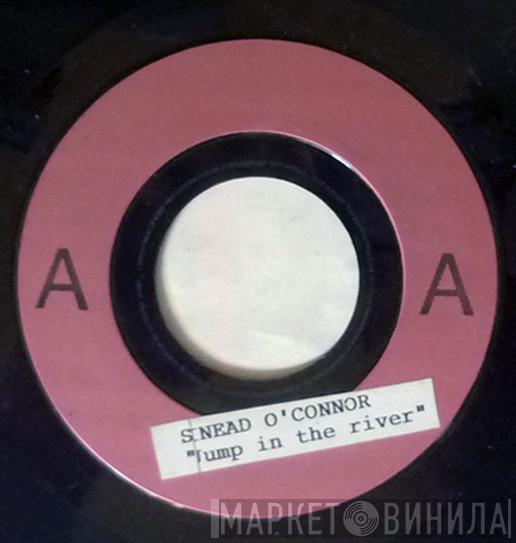 A A
SINEAD O'CONNOR
"Jump in the river"
МАРКЕТ ВИНИЛА